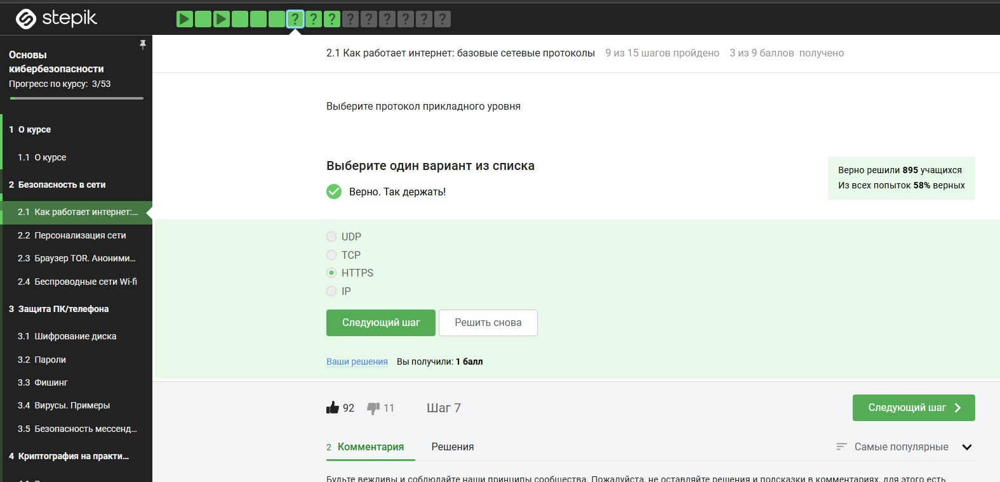 stepik
? ? ? ? ? ? ? ? ?
Основы
кибербезопасности
Прогресс по курсу: 3/53
1 О курсе
1.1 О курсе
2 Безопасность в сети
2.1 Как работает интернет:...
2.2 Персонализация сети
2.3 Браузер TOR. Аноними...
2.4 Беспроводные сети Wi-fi
3 Защита ПК/телефона
3.1 Шифрование диска
3.2 Пароли
3.3 Фишинг
3.4 Вирусы. Примеры
3.5 Безопасность мессенд...
4 Криптография на практи...
2.1 Как работает интернет: базовые сетевые протоколы 9 из 15 шагов пройдено 3 из 9 баллов получено
Выберите протокол прикладного уровня
Выберите один вариант из списка
Верно. Так держать!
Верно решили 895 учащихся
Из всех попыток 58% верных
UDP
TCP
HTTPS
IP
Следующий шаг Решить снова
Ваши решения Вы получили: 1 балл
92 11 Шаг 7 Следующий шаг
2 Комментария Решения Самые популярные
Будьте вежливы и соблюдайте наши принципы сообщества. Пожалуйста, не оставляйте решения и подсказки в комментариях, для этого есть